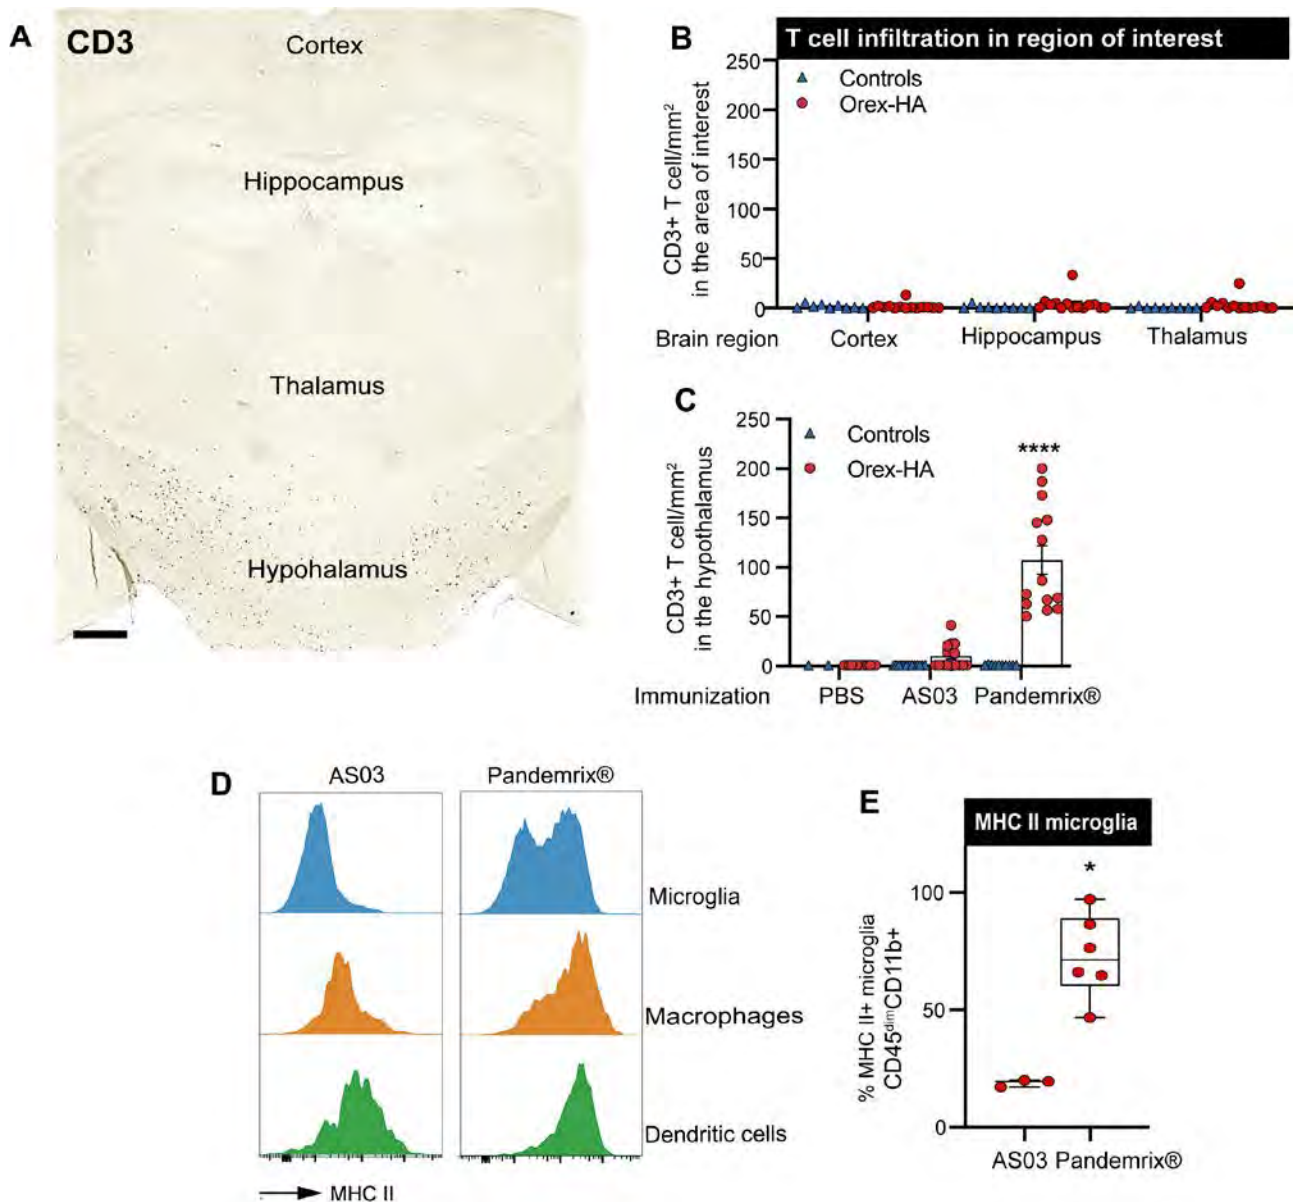 A
CD3
Cortex
Hippocampus
Thalamus
Hypohalamus
B
T cell infiltration in region of interest
CD3+ T cell/mm²
in the area of interest
250
200
150
100
50
0
Controls
Orex-HA
Brain region
Cortex
Hippocampus
Thalamus
C
CD3+ T cell/mm²
in the hypothalamus
250
200
150
100
50
0
Controls
Orex-HA
****
Immunization
PBS
AS03
Pandemrix®
D
AS03
Pandemrix®
Microglia
Macrophages
Dendritic cells
MHC II
E
MHC II microglia
*
% MHC II+ microglia
CD45ᵈⁱᵐCD11b+
100
50
0
AS03 Pandemrix®